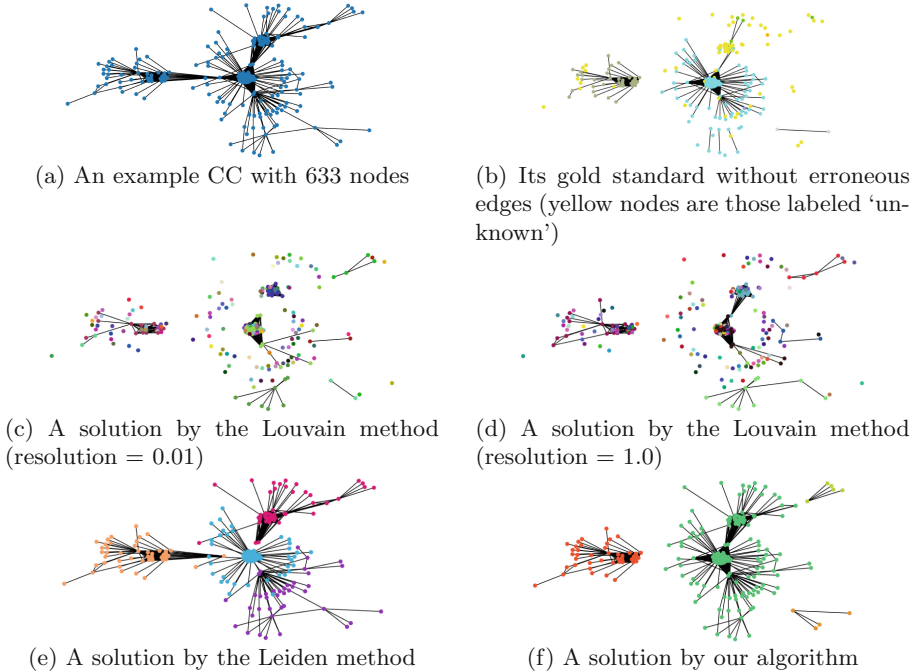 (a) An example CC with 633 nodes
(b) Its gold standard without erroneous
edges (yellow nodes are those labeled ‘un-
known’)
(c) A solution by the Louvain method
(resolution = 0.01)
(d) A solution by the Louvain method
(resolution = 1.0)
(e) A solution by the Leiden method
(f) A solution by our algorithm